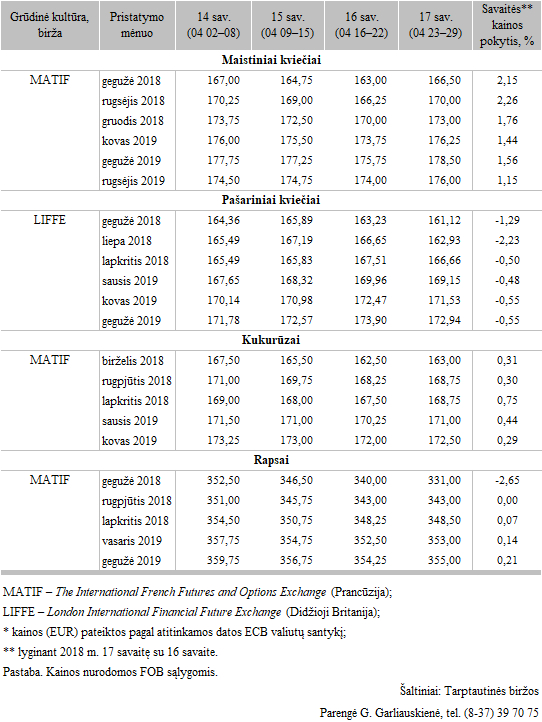 Grūdinė kultūra, birža | Pristatymo mėnuo | 14 sav. (04 02–08) | 15 sav. (04 09–15) | 16 sav. (04 16–22) | 17 sav. (04 23–29) | Savaitės** kainos pokytis, %
Maistiniai kviečiai
MATIF | gegužė 2018 | 167,00 | 164,75 | 163,00 | 166,50 | 2,15
rugsėjis 2018 | 170,25 | 169,00 | 166,25 | 170,00 | 2,26
gruodis 2018 | 173,75 | 172,50 | 170,00 | 173,00 | 1,76
kovas 2019 | 176,00 | 175,50 | 173,75 | 176,25 | 1,44
gegužė 2019 | 177,75 | 177,25 | 175,75 | 178,50 | 1,56
rugsėjis 2019 | 174,50 | 174,75 | 174,00 | 176,00 | 1,15
Pašariniai kviečiai
LIFFE | gegužė 2018 | 164,36 | 165,89 | 163,23 | 161,12 | -1,29
liepa 2018 | 165,49 | 167,19 | 166,65 | 162,93 | -2,23
lapkritis 2018 | 165,49 | 165,83 | 167,51 | 166,66 | -0,50
sausis 2019 | 167,65 | 168,32 | 169,96 | 169,15 | -0,48
kovas 2019 | 170,14 | 170,98 | 172,47 | 171,53 | -0,55
gegužė 2019 | 171,78 | 172,57 | 173,90 | 172,94 | -0,55
Kukurūzai
MATIF | birželis 2018 | 167,50 | 165,50 | 162,50 | 163,00 | 0,31
rugpjūtis 2018 | 171,00 | 169,75 | 168,25 | 168,75 | 0,30
lapkritis 2018 | 169,00 | 168,00 | 167,50 | 168,75 | 0,75
sausis 2019 | 171,50 | 171,00 | 170,25 | 171,00 | 0,44
kovas 2019 | 173,25 | 173,00 | 172,00 | 172,50 | 0,29
Rapsai
MATIF | gegužė 2018 | 352,50 | 346,50 | 340,00 | 331,00 | -2,65
rugpjūtis 2018 | 351,00 | 345,75 | 343,00 | 343,00 | 0,00
lapkritis 2018 | 354,50 | 350,75 | 348,25 | 348,50 | 0,07
vasaris 2019 | 357,75 | 354,75 | 352,50 | 353,00 | 0,14
gegužė 2019 | 359,75 | 356,75 | 354,25 | 355,00 | 0,21
MATIF – The International French Futures and Options Exchange (Prancūzija);
LIFFE – London International Financial Future Exchange (Didžioji Britanija);
* kainos (EUR) pateiktos pagal atitinkamos datos ECB valiutų santykį;
** lyginant 2018 m. 17 savaitę su 16 savaite.
Pastaba. Kainos nurodomos FOB sąlygomis.
Šaltiniai: Tarptautinės biržos
Parengė G. Garliauskienė, tel. (8-37) 39 70 75